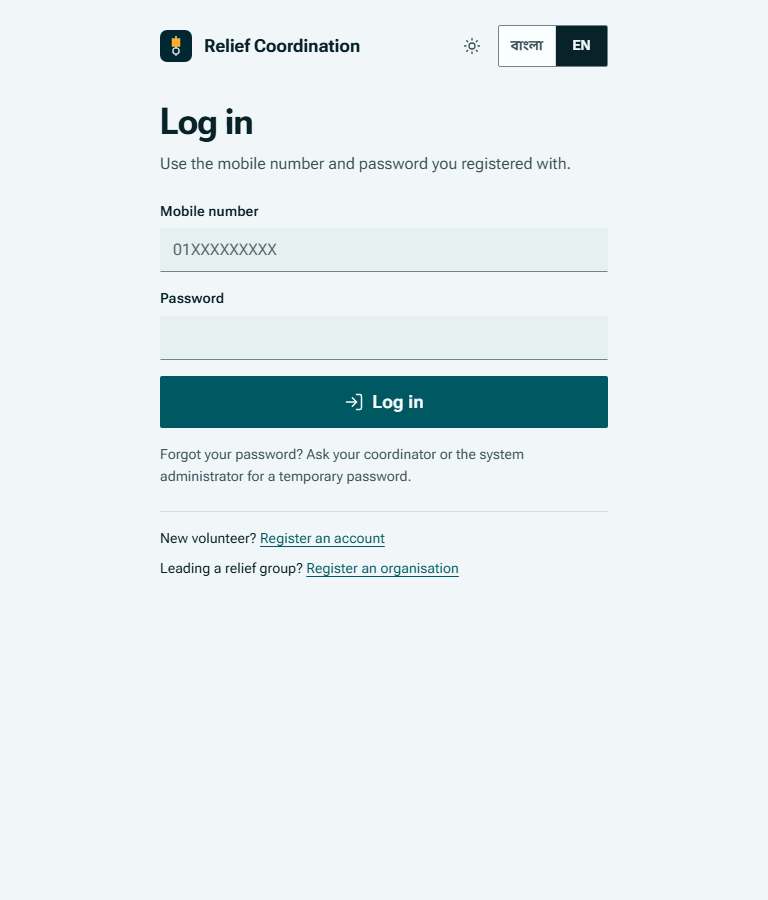 Relief Coordination
বাংলা
EN
Log in
Use the mobile number and password you registered with.
Mobile number
01XXXXXXXXX
Password
Log in
Forgot your password? Ask your coordinator or the system
administrator for a temporary password.
New volunteer? Register an account
Leading a relief group? Register an organisation